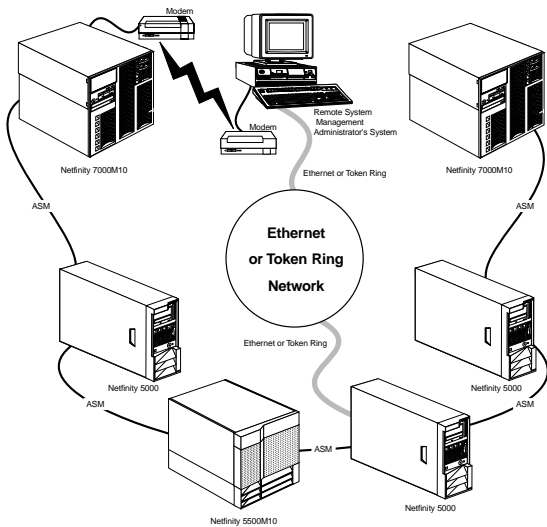 Modem
Modem
Remote System
Management
Administrator's System
Netfinity 7000M10
Netfinity 7000M10
Ethernet or Token Ring
ASM
ASM
Ethernet
or Token Ring
Network
Ethernet or Token Ring
Netfinity 5000
Netfinity 5000
ASM
ASM
ASM
Netfinity 5000
Netfinity 5500M10